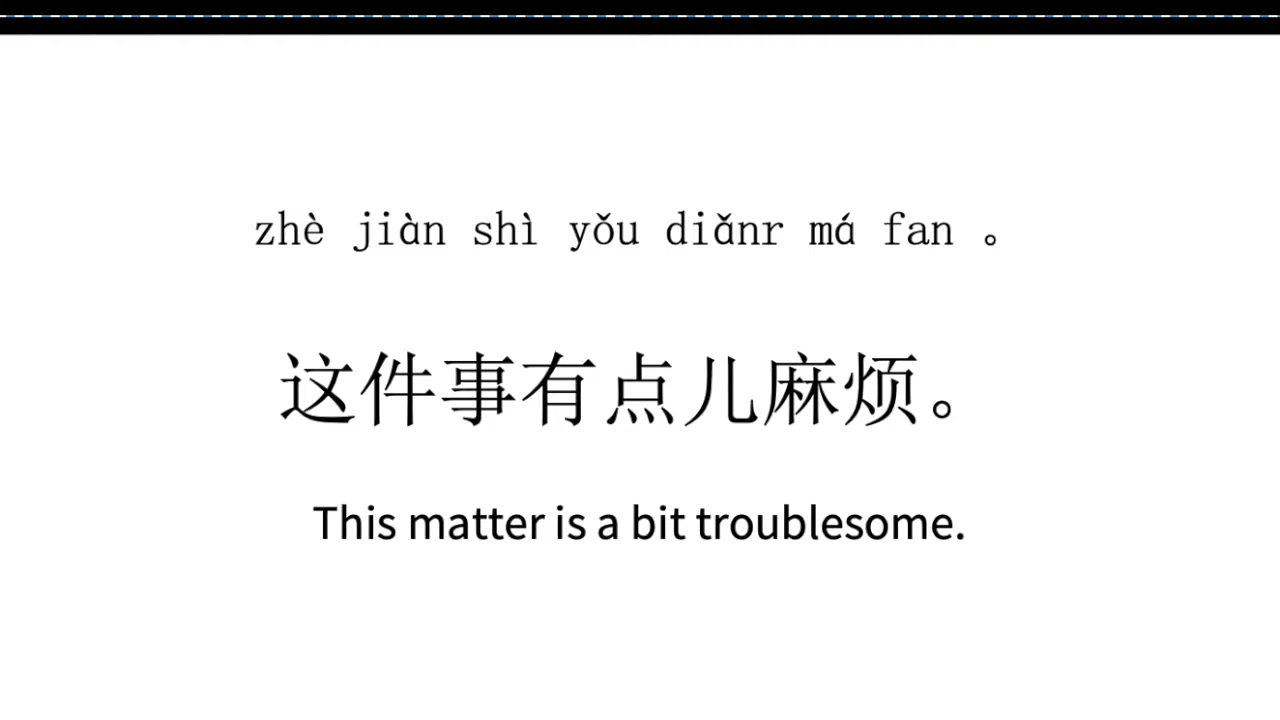 zhè jiàn shì yǒu diǎnr má fan 。
这件事有点儿麻烦。
This matter is a bit troublesome.